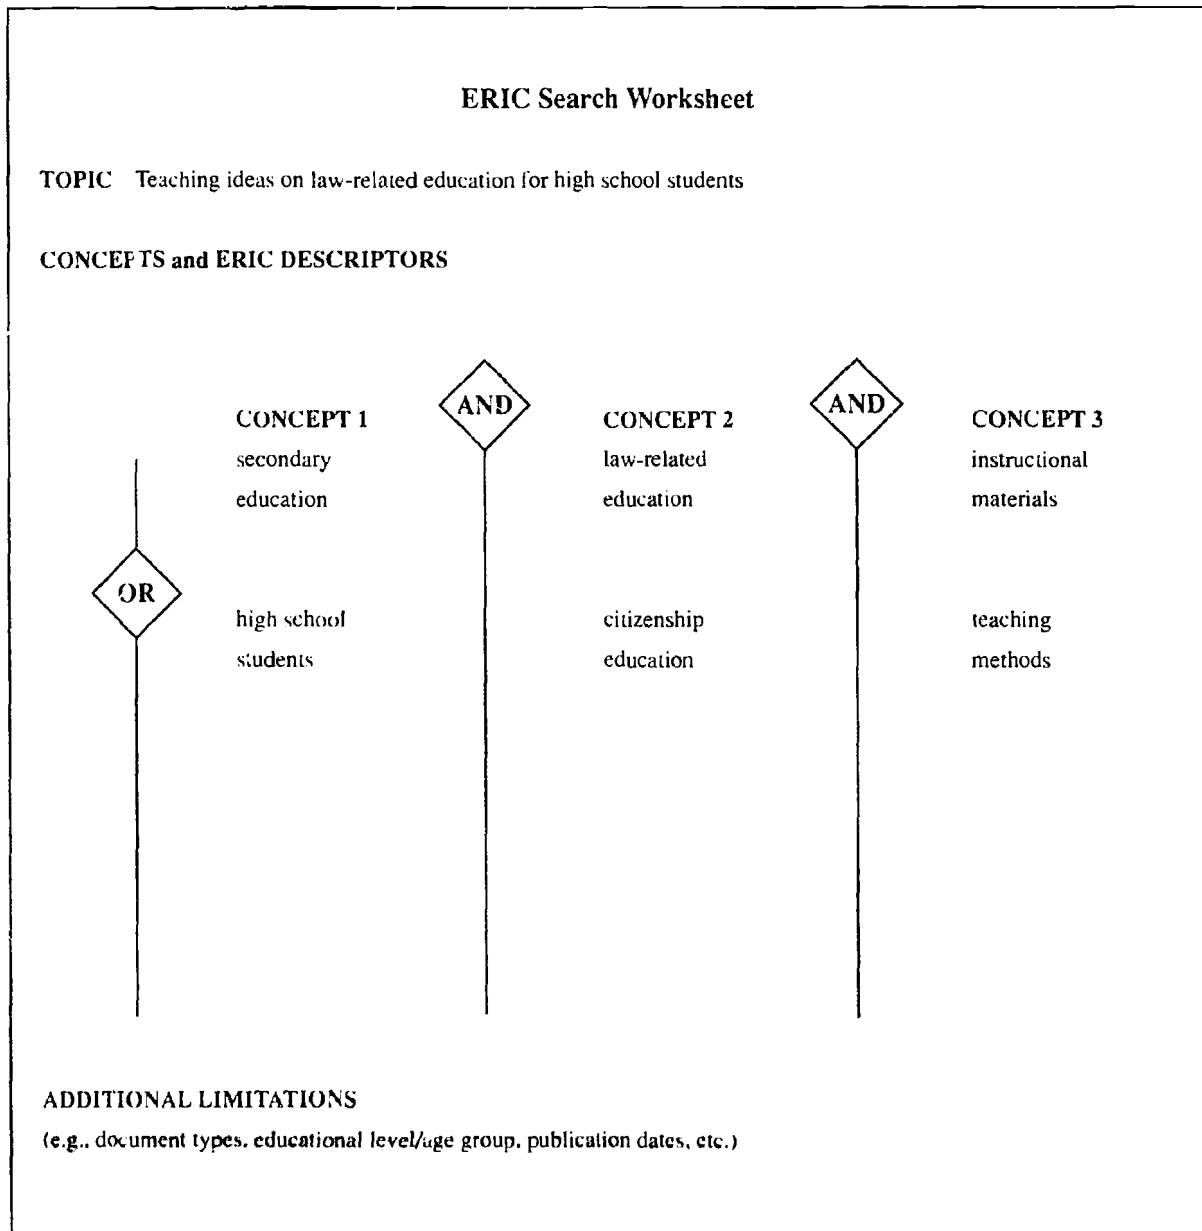 ERIC Search Worksheet
TOPIC Teaching ideas on law-related education for high school students
CONCEPTS and ERIC DESCRIPTORS
AND
AND
CONCEPT 1
secondary
education
OR
high school
students
CONCEPT 2
law-related
education
citizenship
education
CONCEPT 3
instructional
materials
teaching
methods
ADDITIONAL LIMITATIONS
(e.g., document types, educational level/age group, publication dates, etc.)